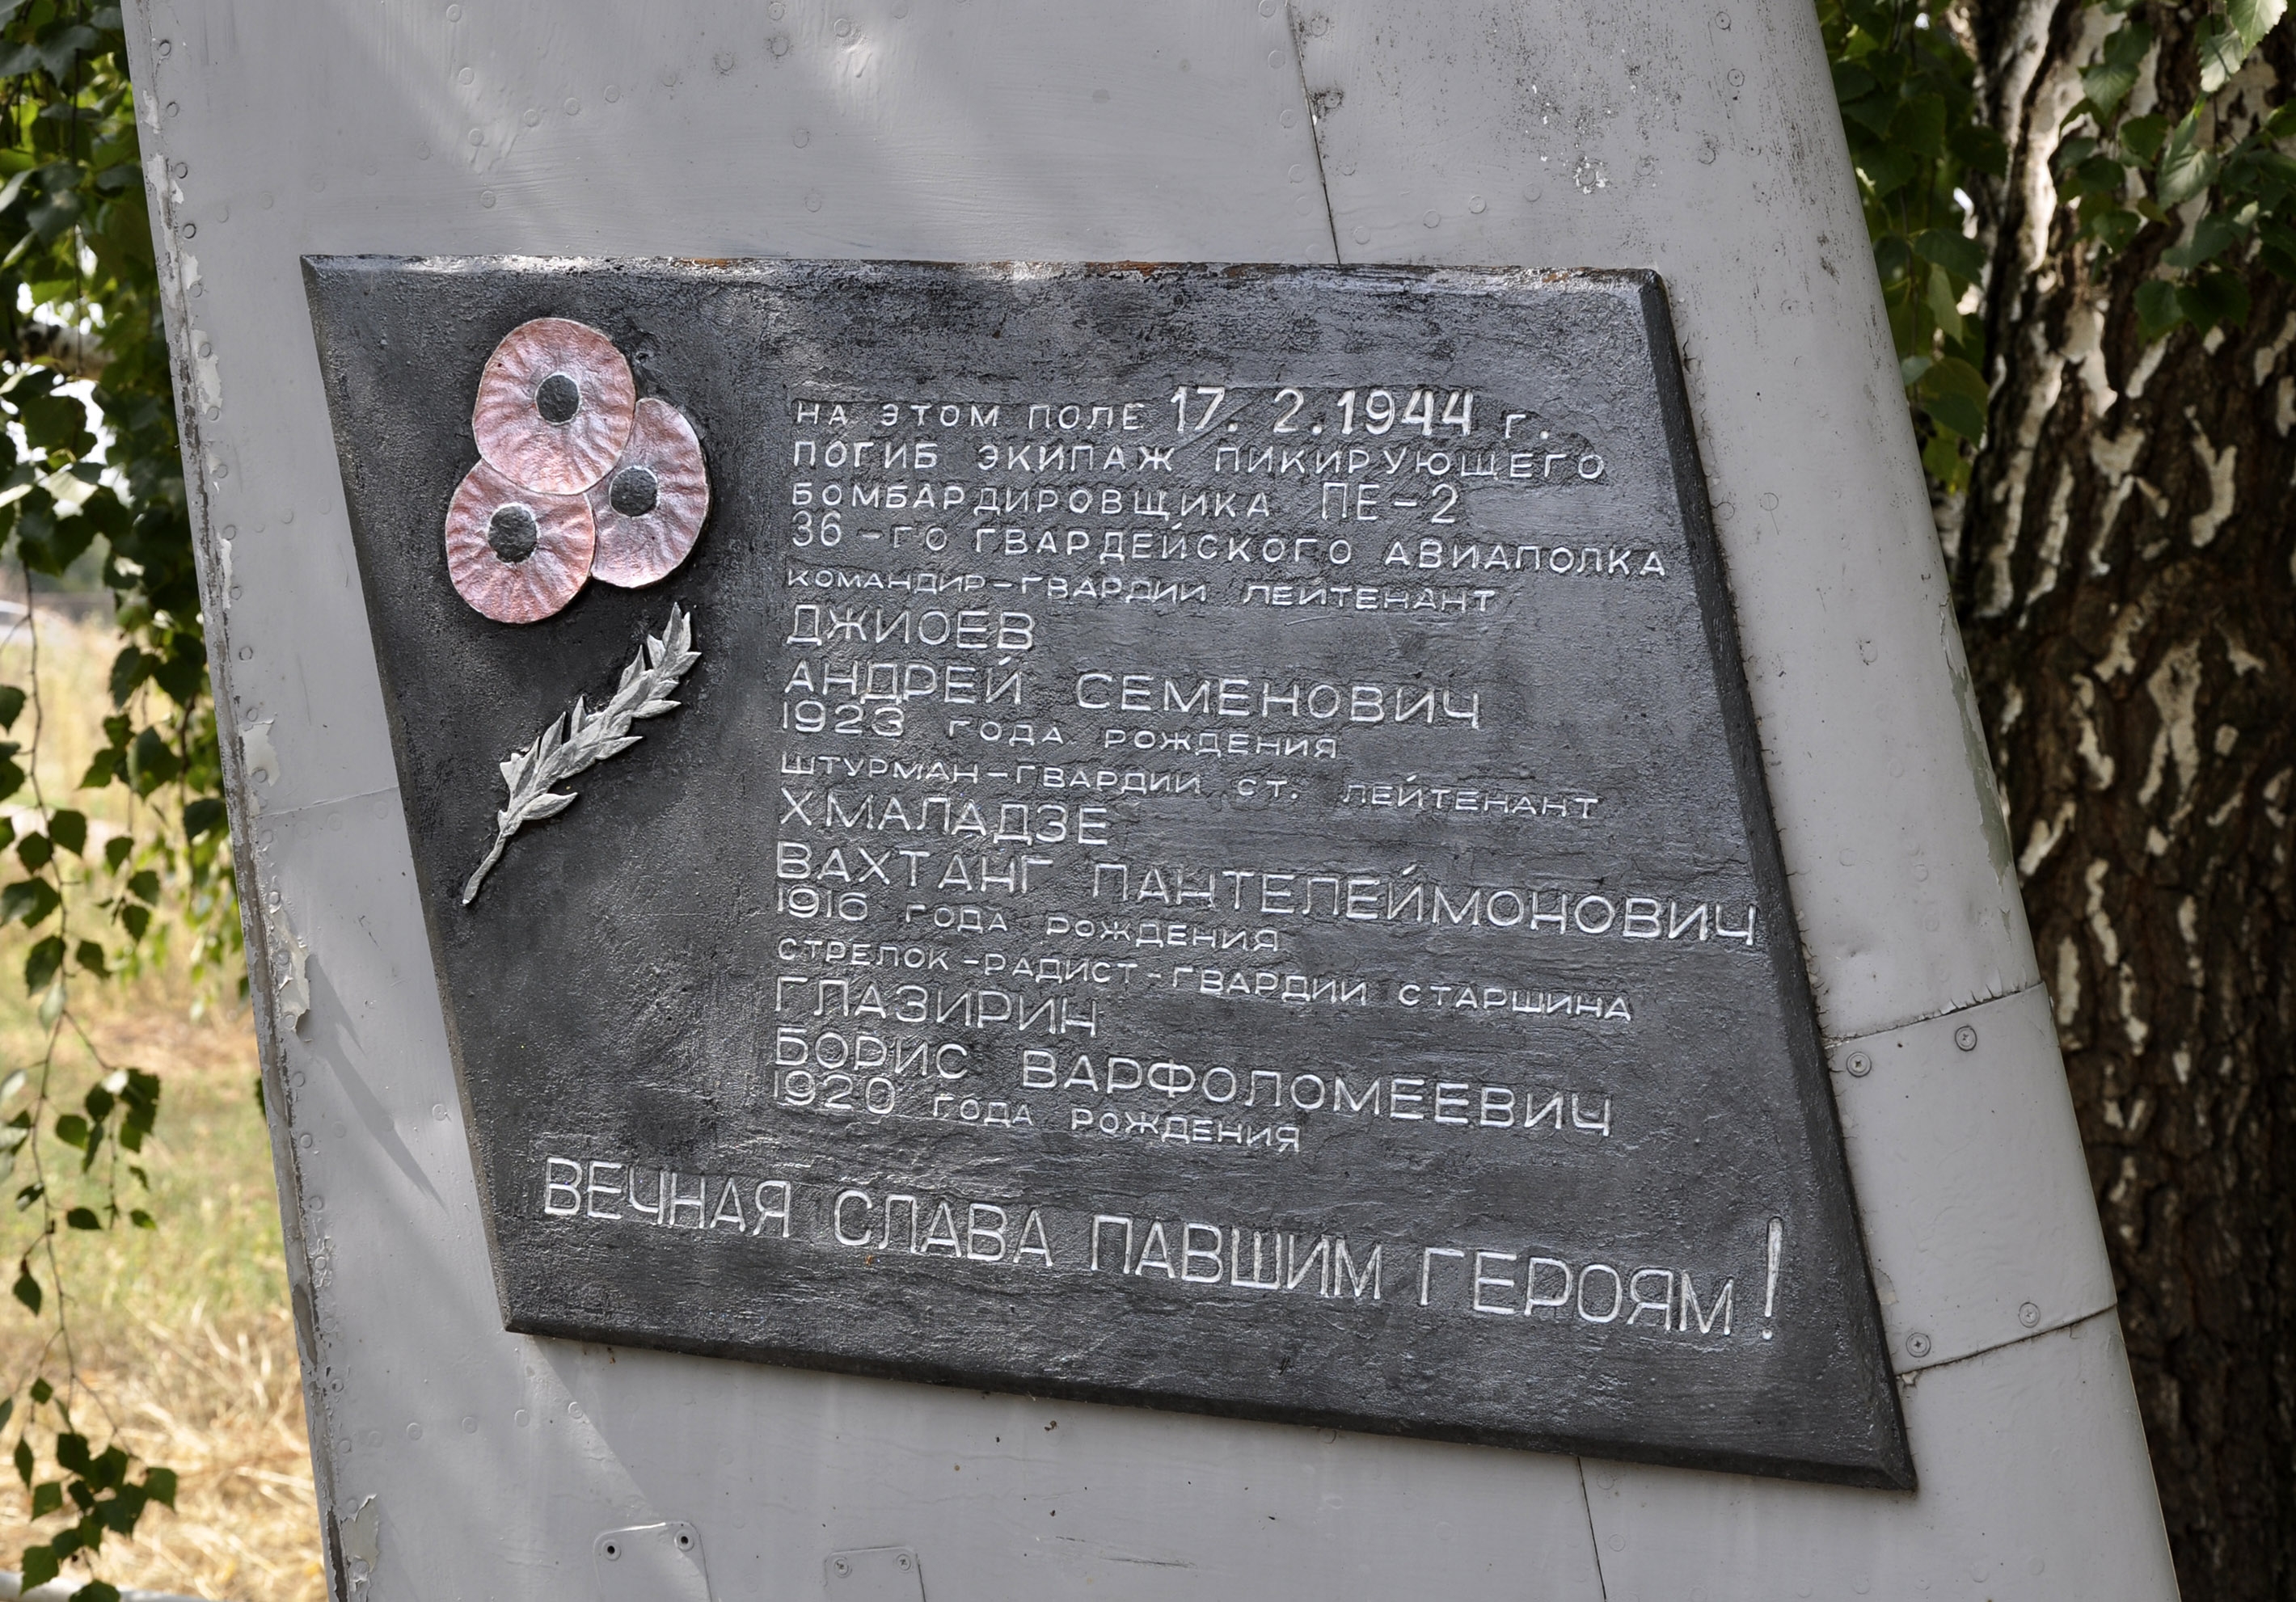 НА ЭТОМ ПОЛЕ 17.2.1944 г.
ПОГИБ ЭКИПАЖ ПИКИРУЮЩЕГО
БОМБАРДИРОВЩИКА ПЕ-2
36-ГО ГВАРДЕЙСКОГО АВИАПОЛКА
КОМАНДИР-ГВАРДИИ ЛЕЙТЕНАНТ
ДЖИОЕВ
АНДРЕЙ СЕМЕНОВИЧ
1923 ГОДА РОЖДЕНИЯ
ШТУРМАН-ГВАРДИИ СТ. ЛЕЙТЕНАНТ
ХМАЛАДЗЕ
ВАХТАНГ ПАНТЕЛЕЙМОНОВИЧ
1916 ГОДА РОЖДЕНИЯ
СТРЕЛОК-РАДИСТ-ГВАРДИИ СТАРШИНА
ГЛАЗИРИН
БОРИС ВАРФОЛОМЕЕВИЧ
1920 ГОДА РОЖДЕНИЯ
ВЕЧНАЯ СЛАВА ПАВШИМ ГЕРОЯМ!